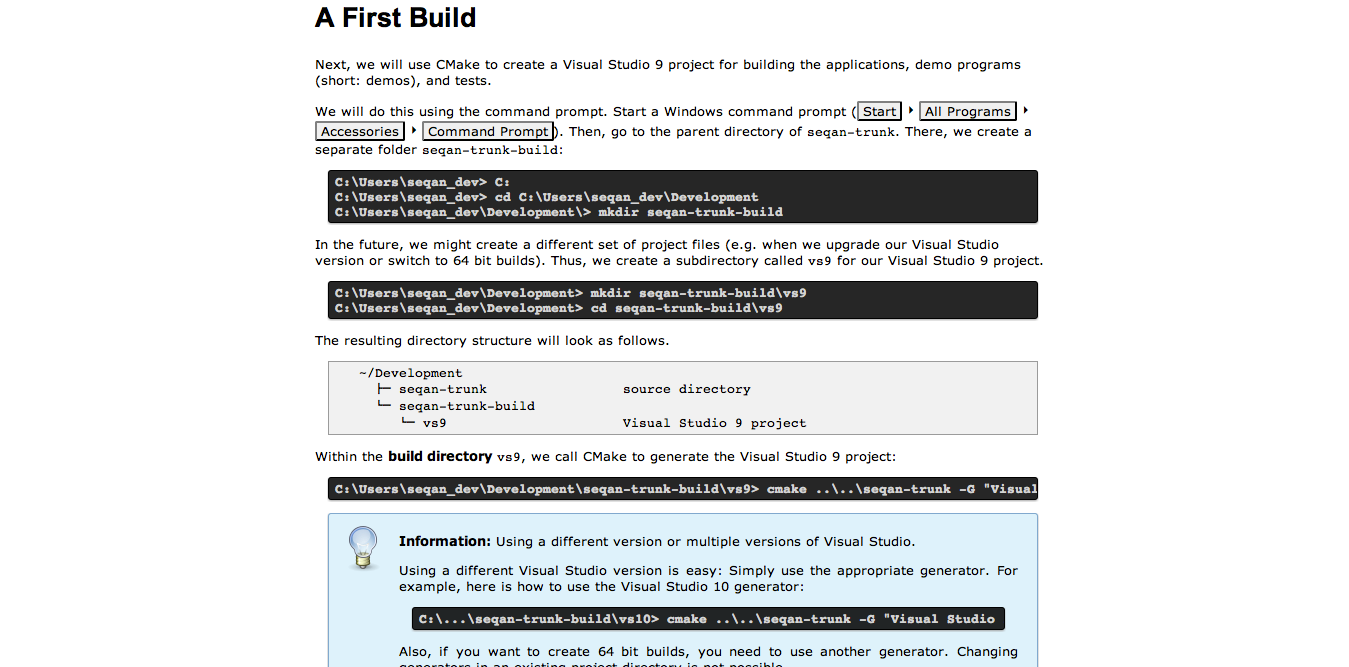 A First Build
Next, we will use CMake to create a Visual Studio 9 project for building the applications, demo programs
(short: demos), and tests.
We will do this using the command prompt. Start a Windows command prompt (Start ‣ All Programs ‣
Accessories ‣ Command Prompt). Then, go to the parent directory of seqan-trunk. There, we create a
separate folder seqan-trunk-build:
C:\Users\seqan_dev> C:
C:\Users\seqan_dev> cd C:\Users\seqan_dev\Development
C:\Users\seqan_dev\Development\> mkdir seqan-trunk-build
In the future, we might create a different set of project files (e.g. when we upgrade our Visual Studio
version or switch to 64 bit builds). Thus, we create a subdirectory called vs9 for our Visual Studio 9 project.
C:\Users\seqan_dev\Development> mkdir seqan-trunk-build\vs9
C:\Users\seqan_dev\Development> cd seqan-trunk-build\vs9
The resulting directory structure will look as follows.
~/Development
├─ seqan-trunk source directory
└─ seqan-trunk-build
└─ vs9 Visual Studio 9 project
Within the build directory vs9, we call CMake to generate the Visual Studio 9 project:
C:\Users\seqan_dev\Development\seqan-trunk-build\vs9> cmake ..\..\seqan-trunk -G "Visual
Information: Using a different version or multiple versions of Visual Studio.
Using a different Visual Studio version is easy: Simply use the appropriate generator. For
example, here is how to use the Visual Studio 10 generator:
C:\...\seqan-trunk-build\vs10> cmake ..\..\seqan-trunk -G "Visual Studio
Also, if you want to create 64 bit builds, you need to use another generator. Changing
generators in an existing project directory is not possible.